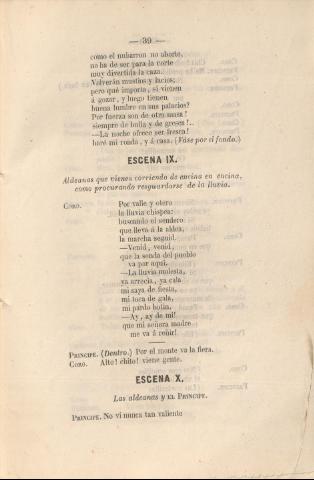 — 39 —
como el nubarron no aborte,
no ha de ser para la corte
muy divertida la caza.
Volverán mustios y lacios;
pero qué importa, si vienen
á gozar, y luego tienen
buena lumbre en sus palacios?
Por fuerza son de otra masa!
siempre de bulla y de gresca!..
—La noche ofrece ser fresca!
haré mi ronda, y á casa. (Váse por el fondo.)
ESCENA IX.
Aldeanas que vienen corriendo de encina en encina,
como procurando resguardarse de la lluvia.
CORO. Por valle y otero
la lluvia chispea:
buscando el sendero
que lleva á la aldea,
la marcha seguid.
—Venid, venid,
que la senda del pueblo
va por aquí.
—La lluvia molesta,
ya arrecia, ya cala
mi saya de fiesta,
mi toca de gala,
mi pardo botin.
—Ay, ay de mí!
que mi señora madre
me va á reñir!
PRINCIPE. (Dentro.) Por el monte va la fiera.
CORO. Alto! chito! viene gente.
ESCENA X.
Las aldeanas y EL PRINCIPE.
PRINCIPE. No ví nunca tan valiente